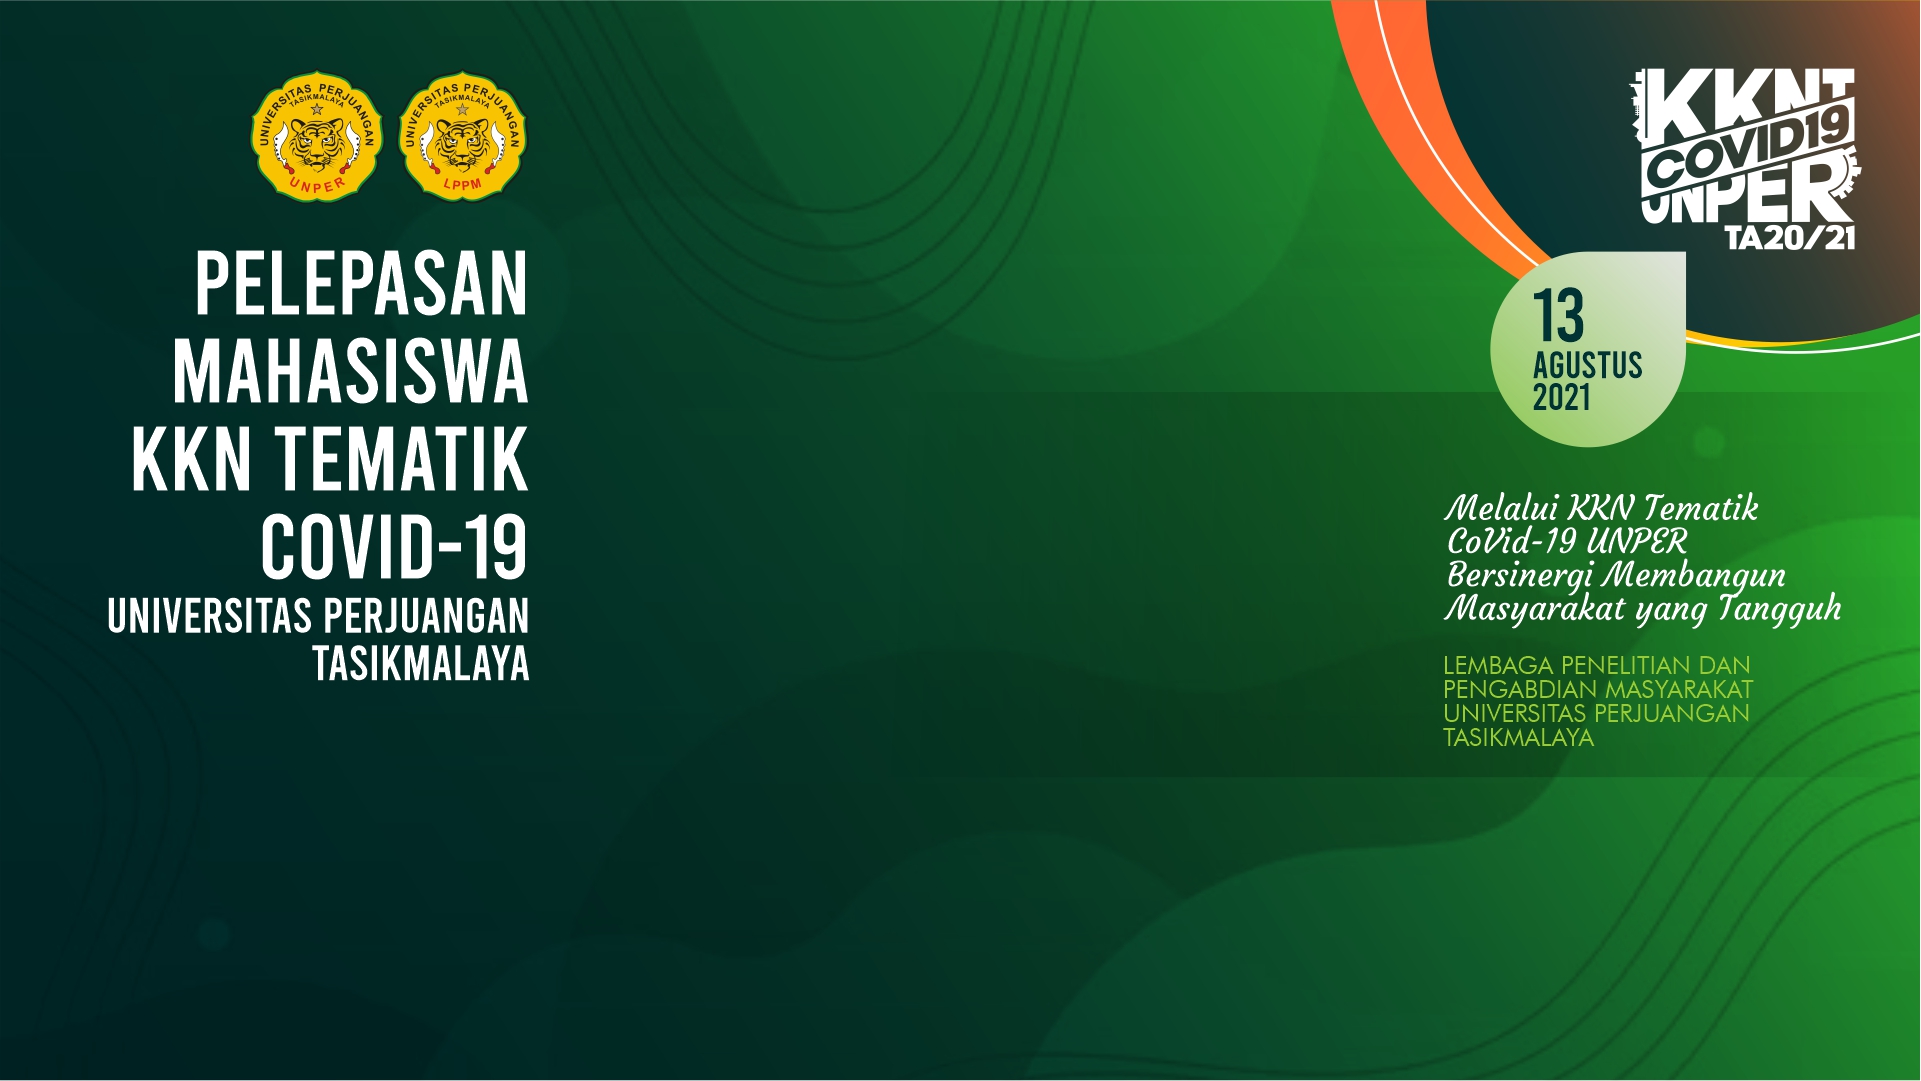 UNIVERSITAS PERJUANGAN
TASIKMALAYA
UNPER
UNIVERSITAS PERJUANGAN
TASIKMALAYA
LPPM
PELEPASAN
MAHASISWA
KKN TEMATIK
COVID-19
UNIVERSITAS PERJUANGAN
TASIKMALAYA
KKNT
COVID19
UNPER
TA20/21
13
AGUSTUS
2021
Melalui KKN Tematik
CoVid-19 UNPER
Bersinergi Membangun
Masyarakat yang Tangguh
LEMBAGA PENELITIAN DAN
PENGABDIAN MASYARAKAT
UNIVERSITAS PERJUANGAN
TASIKMALAYA